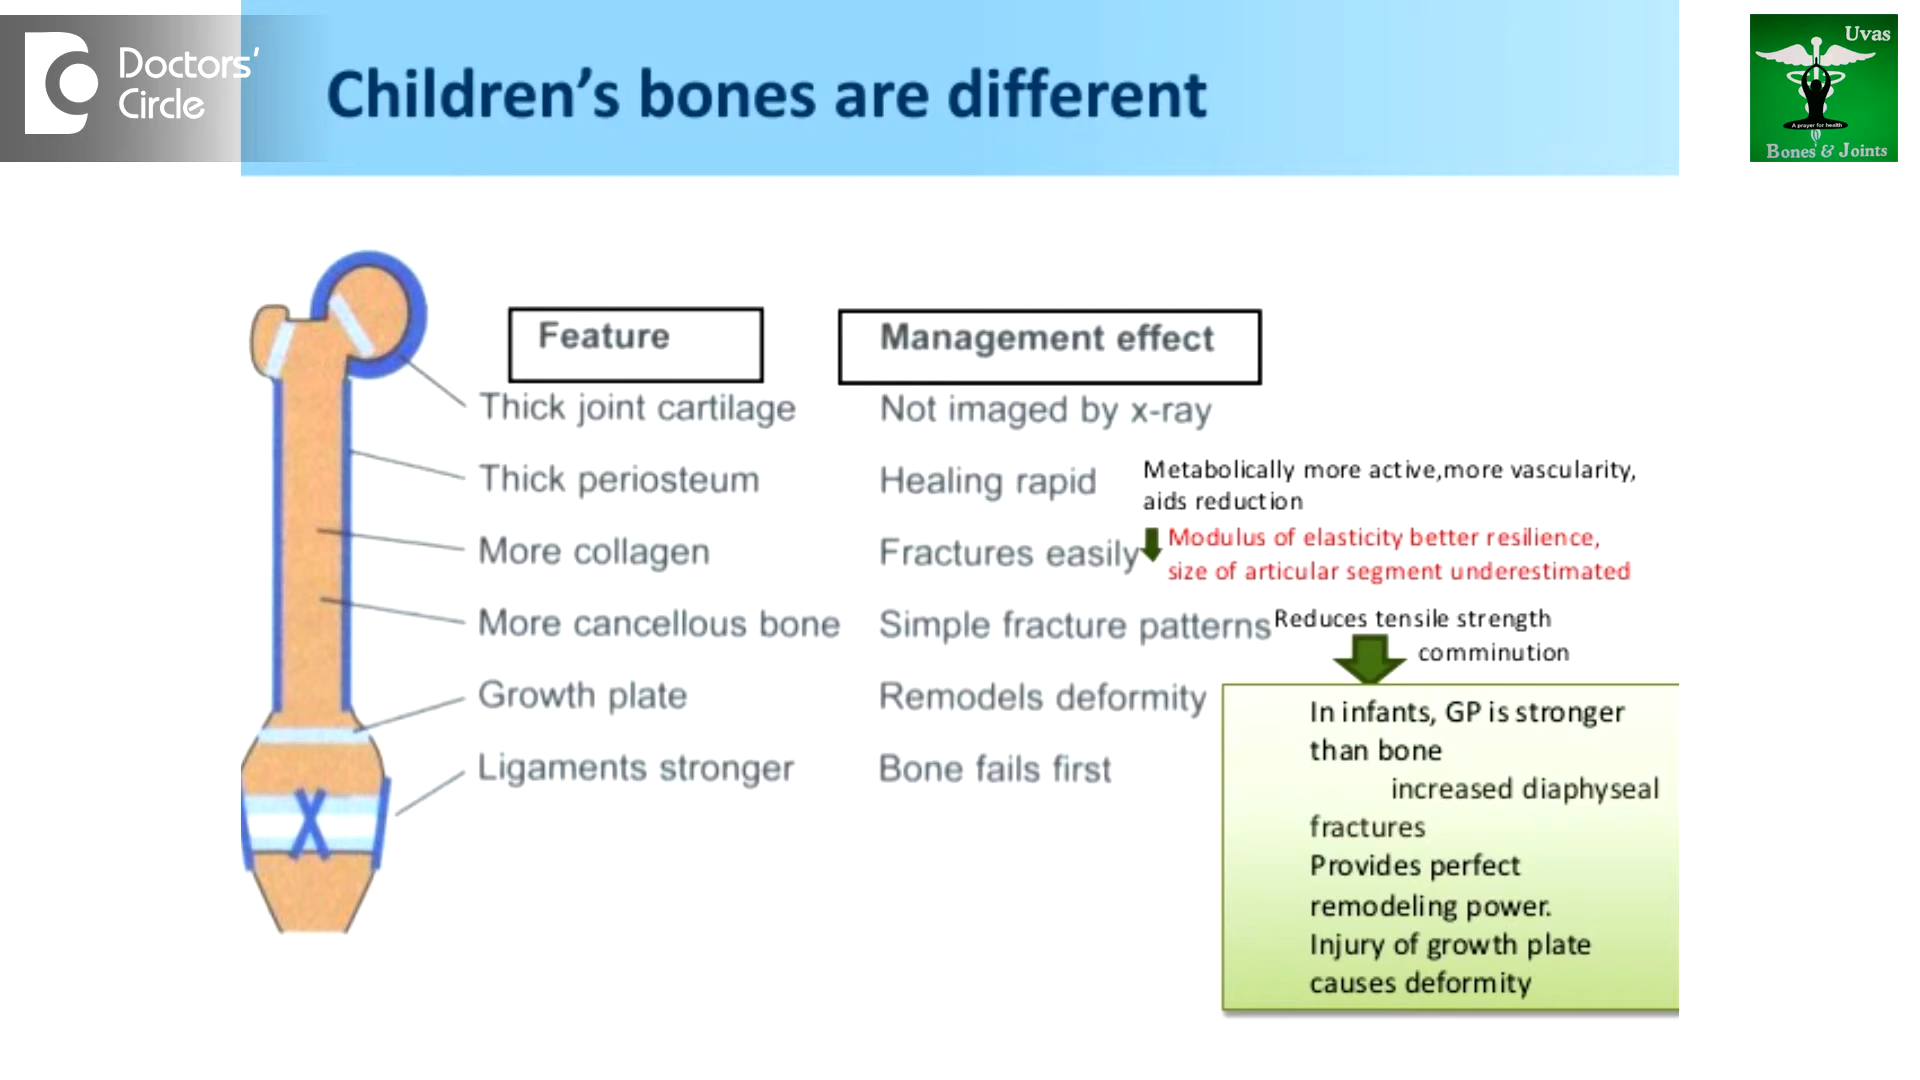 Doctors'
Circle
Children's bones are different
Uvas
A prayer for health
Bones & Joints
Feature
Management effect
Thick joint cartilage
Not imaged by x-ray
Thick periosteum
Healing rapid
Metabolically more active,more vascularity,
aids reduction
More collagen
Fractures easily
Modulus of elasticity better resilience,
size of articular segment underestimated
More cancellous bone
Simple fracture patterns
Reduces tensile strength
comminution
Growth plate
Remodels deformity
Ligaments stronger
Bone fails first
In infants, GP is stronger
than bone
increased diaphyseal
fractures
Provides perfect
remodeling power.
Injury of growth plate
causes deformity